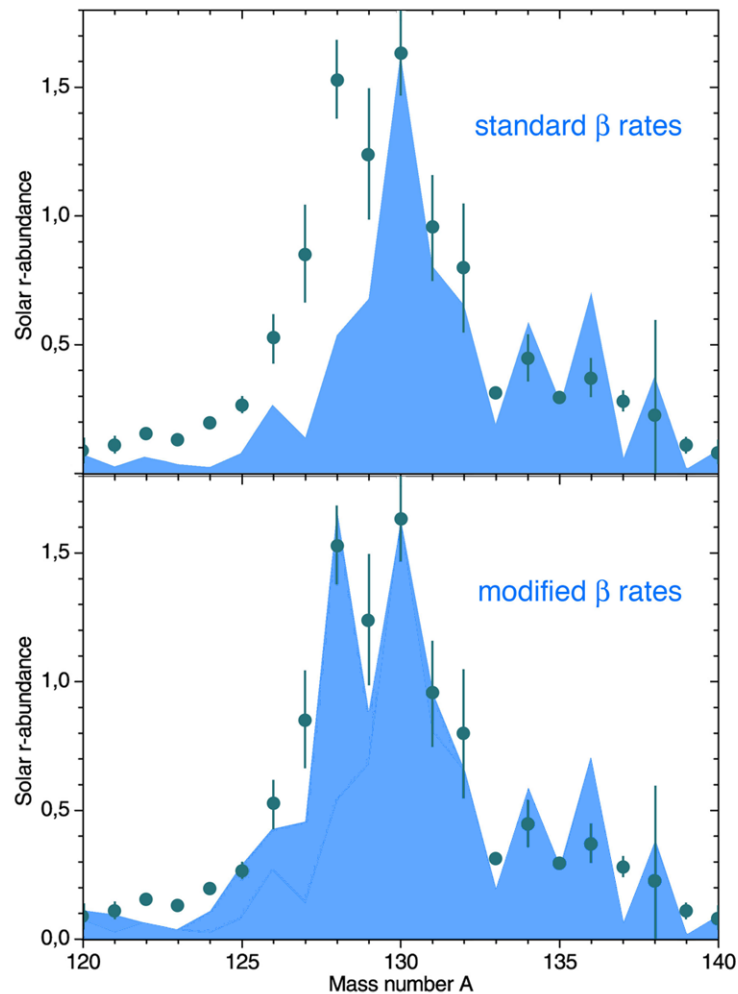 1,5
1,0
0,5
Solar r-abundance
standard β rates
1,5
1,0
0,5
0,0
Solar r-abundance
modified β rates
120 125 130 135 140
Mass number A